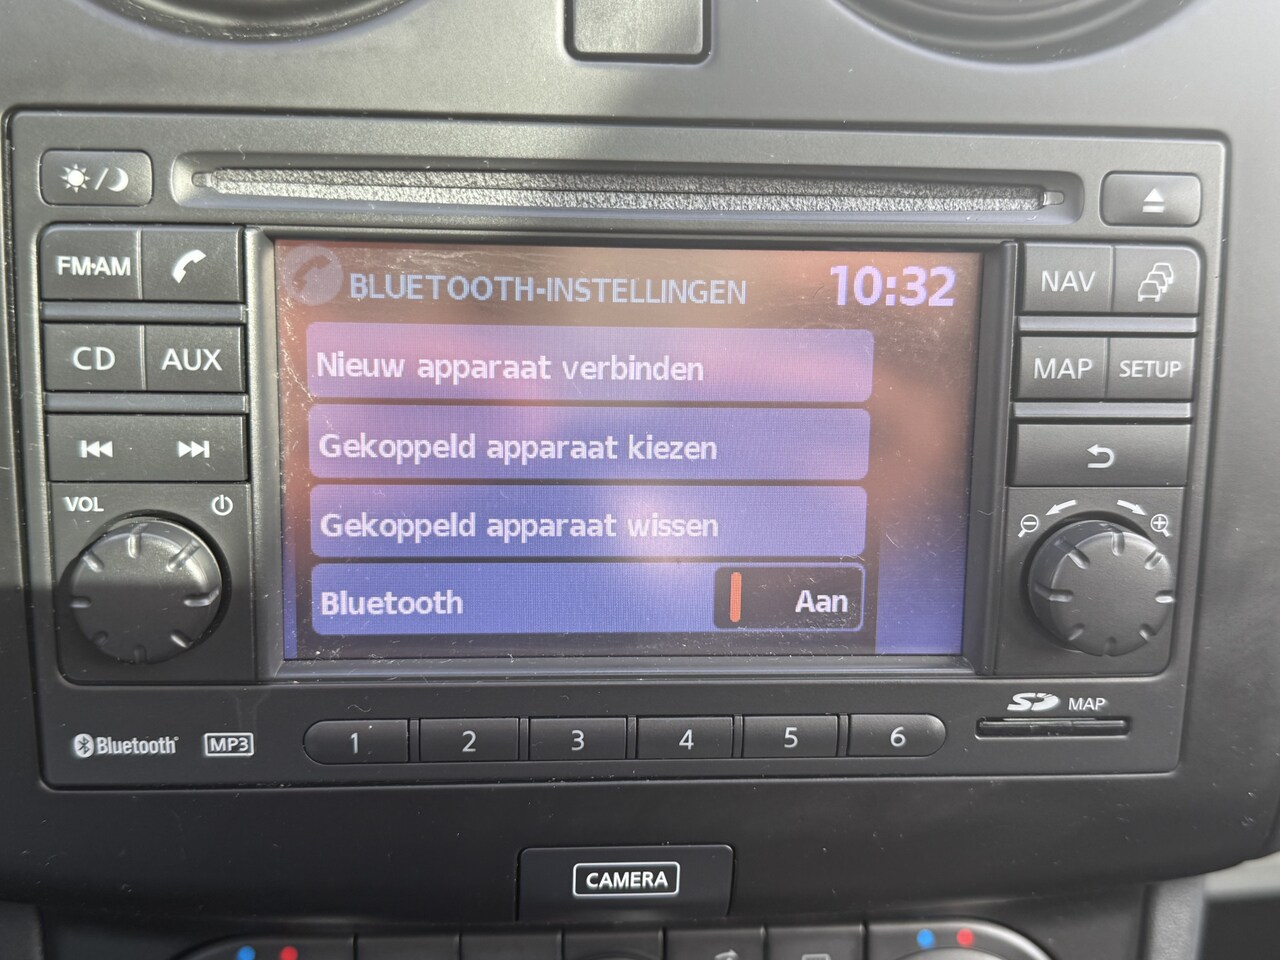 FM·AM
CD AUX
VOL
BLUETOOTH-INSTELLINGEN 10:32
Nieuw apparaat verbinden
Gekoppeld apparaat kiezen
Gekoppeld apparaat wissen
Bluetooth Aan
NAV
MAP SETUP
Bluetooth MP3
1 2 3 4 5 6
SD MAP
CAMERA